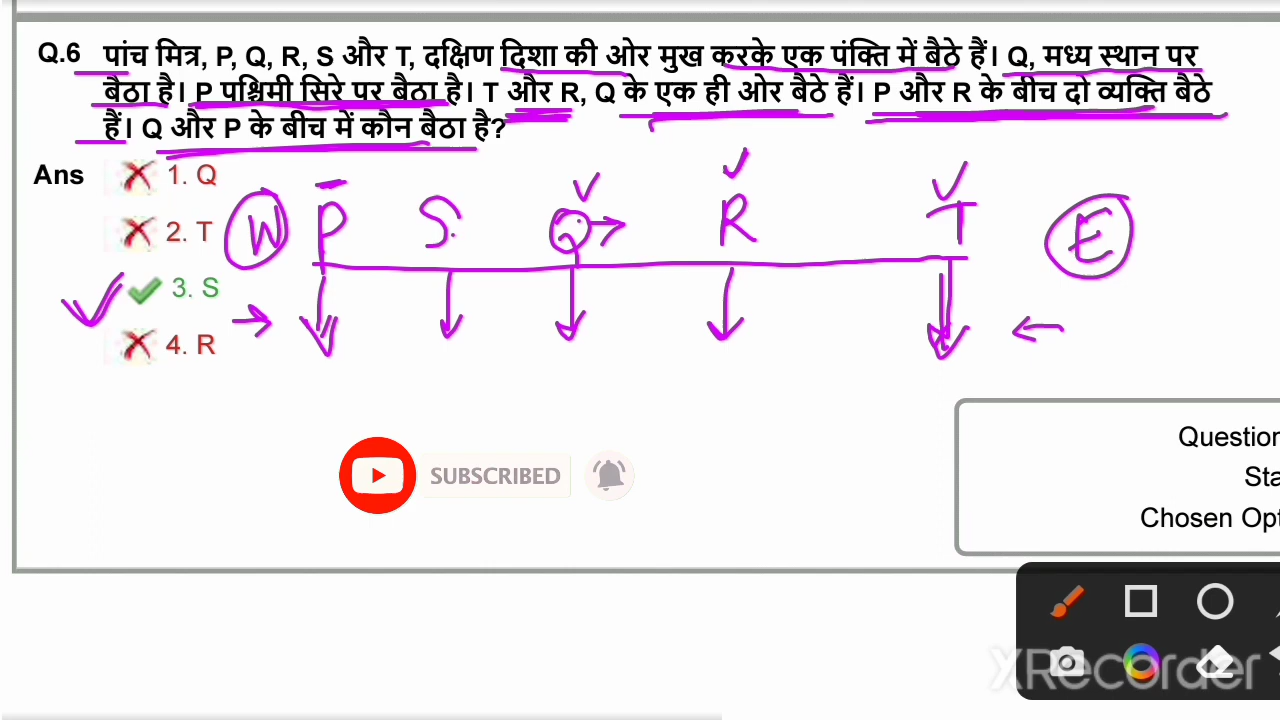 Q.6 पांच मित्र, P, Q, R, S और T, दक्षिण दिशा की ओर मुख करके एक पंक्ति में बैठे हैं। Q, मध्य स्थान पर
बैठा है। P पश्चिमी सिरे पर बैठा है। T और R, Q के एक ही ओर बैठे हैं। P और R के बीच दो व्यक्ति बैठे
हैं। Q और P के बीच में कौन बैठा है?
Ans 1. Q
2. T
3. S
4. R
W P S Q R T E
SUBSCRIBED
Question
Sta
Chosen Opt
XRecorder